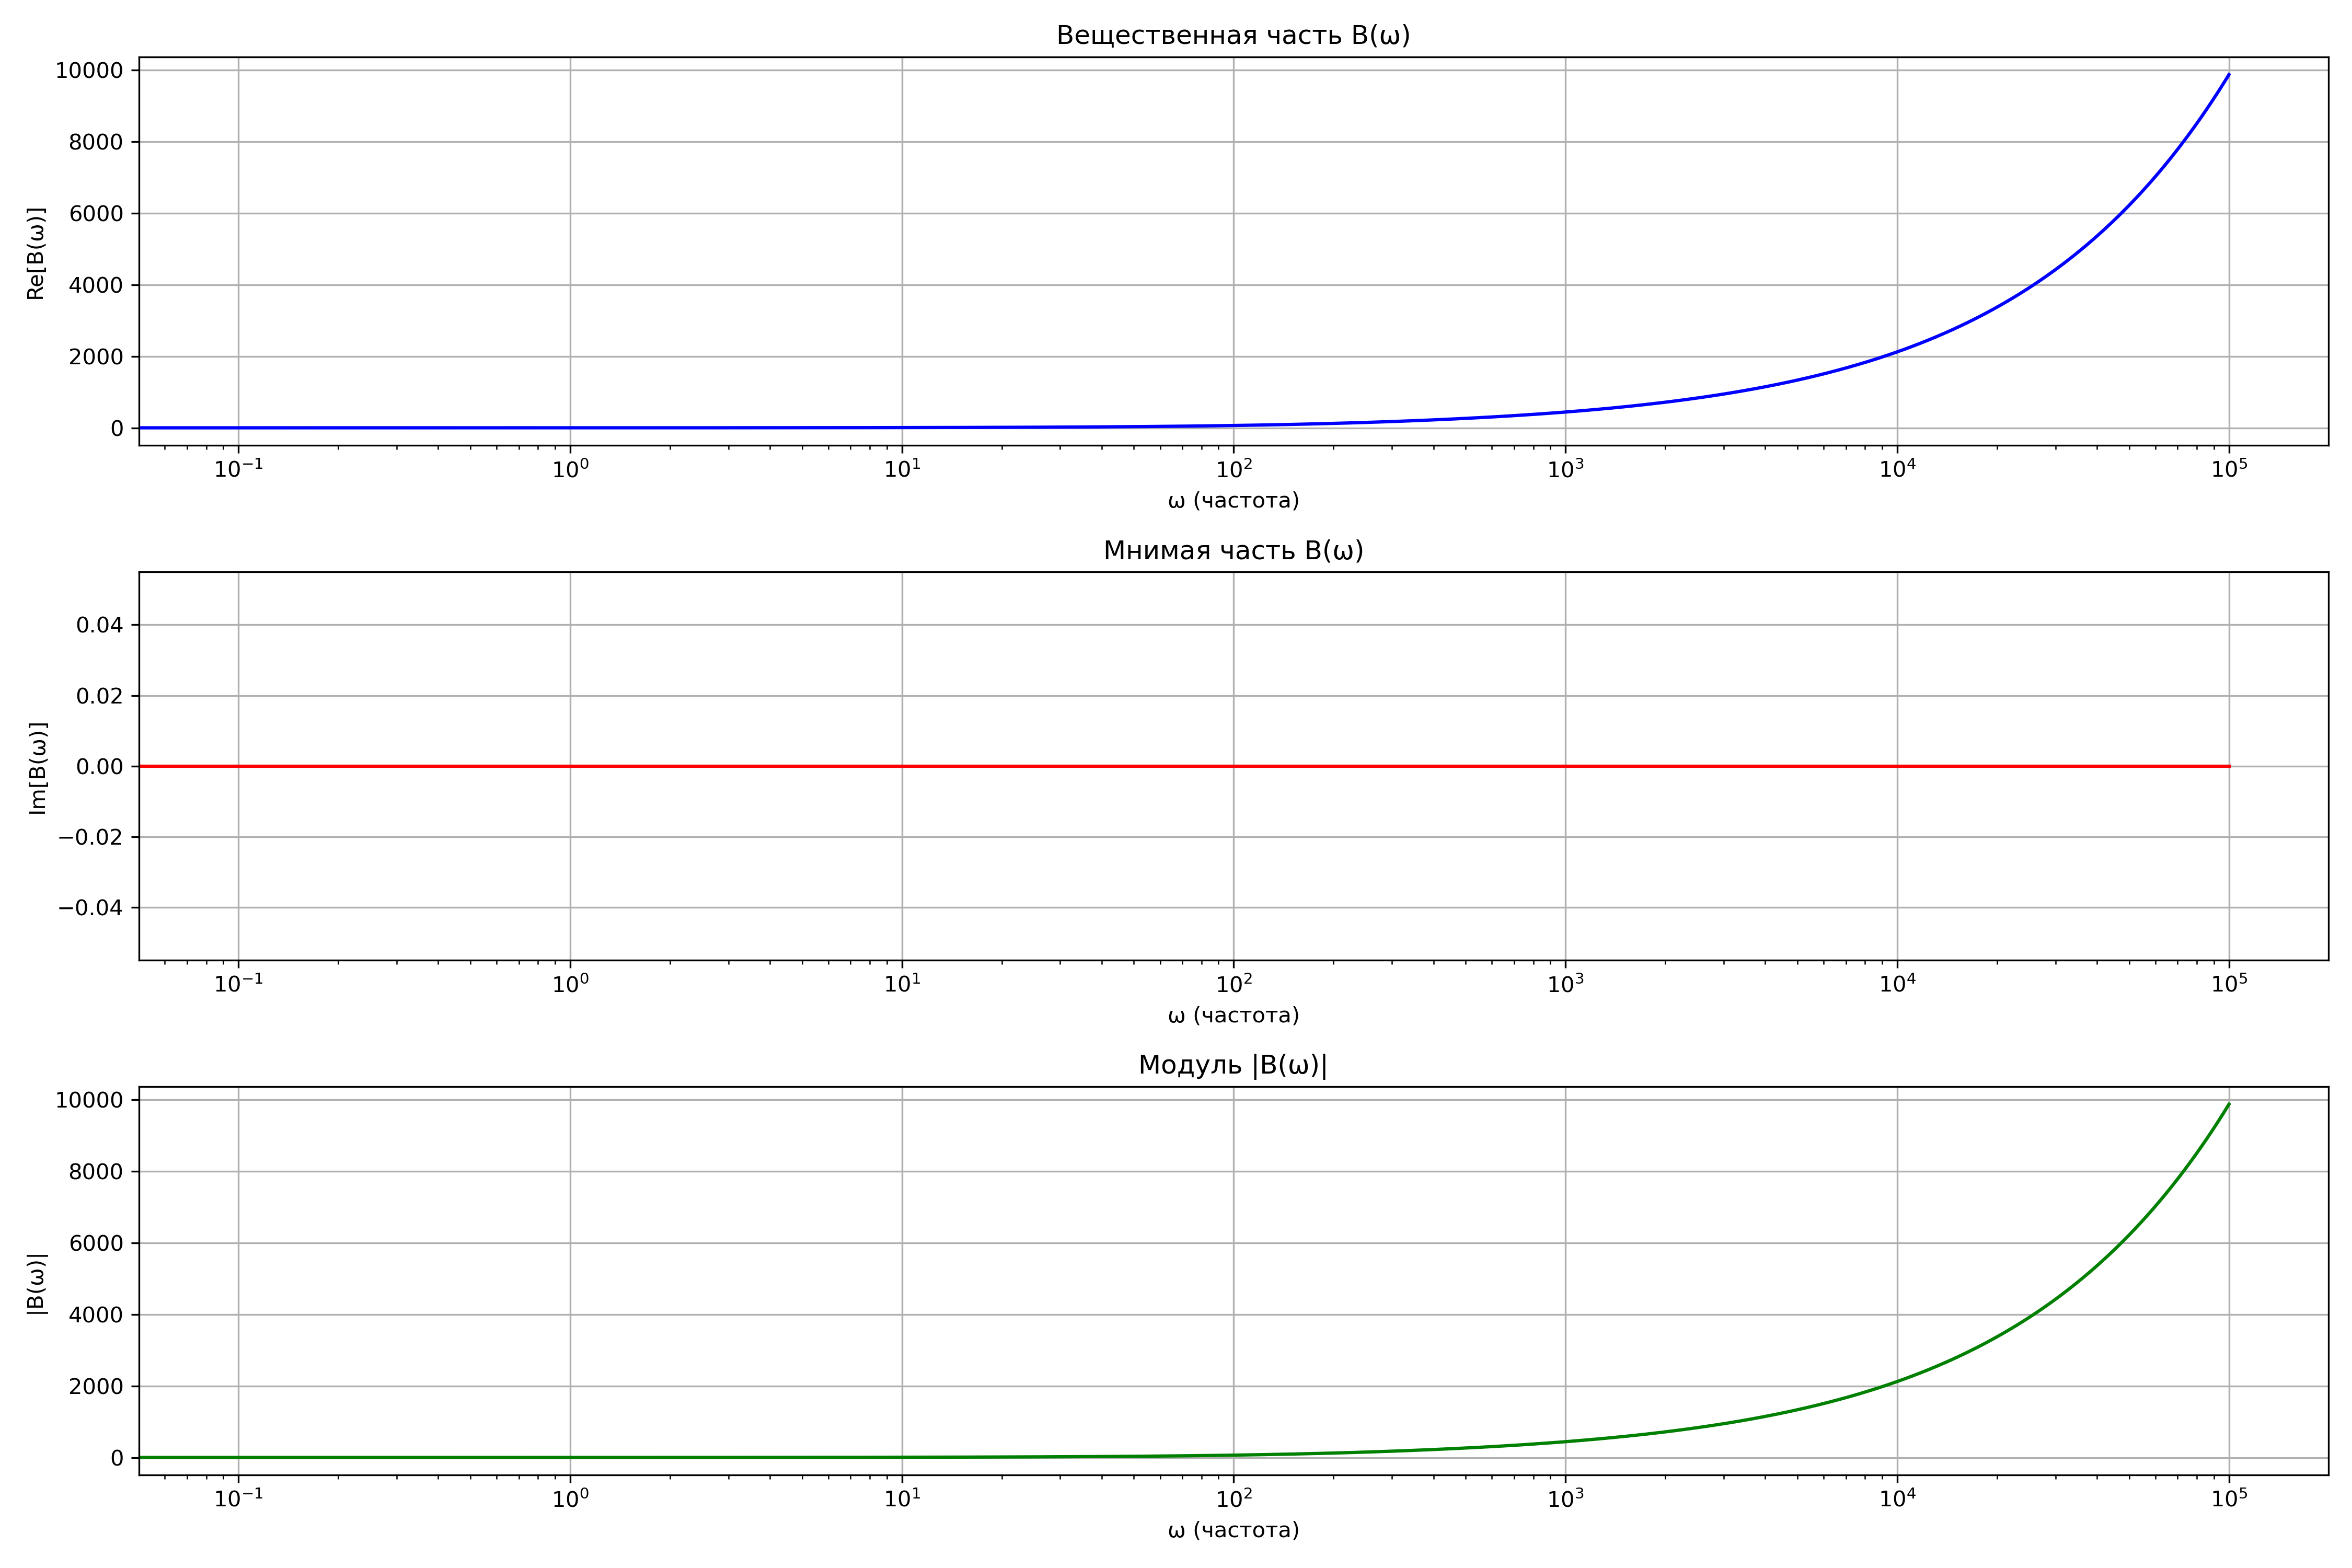 Вещественная часть B(ω)
10000
8000
6000
4000
2000
0
Re[B(ω)]
10⁻¹ 10⁰ 10¹ 10² 10³ 10⁴ 10⁵
ω (частота)
Мнимая часть B(ω)
0.04
0.02
0.00
−0.02
−0.04
Im[B(ω)]
10⁻¹ 10⁰ 10¹ 10² 10³ 10⁴ 10⁵
ω (частота)
Модуль |B(ω)|
10000
8000
6000
4000
2000
0
|B(ω)|
10⁻¹ 10⁰ 10¹ 10² 10³ 10⁴ 10⁵
ω (частота)